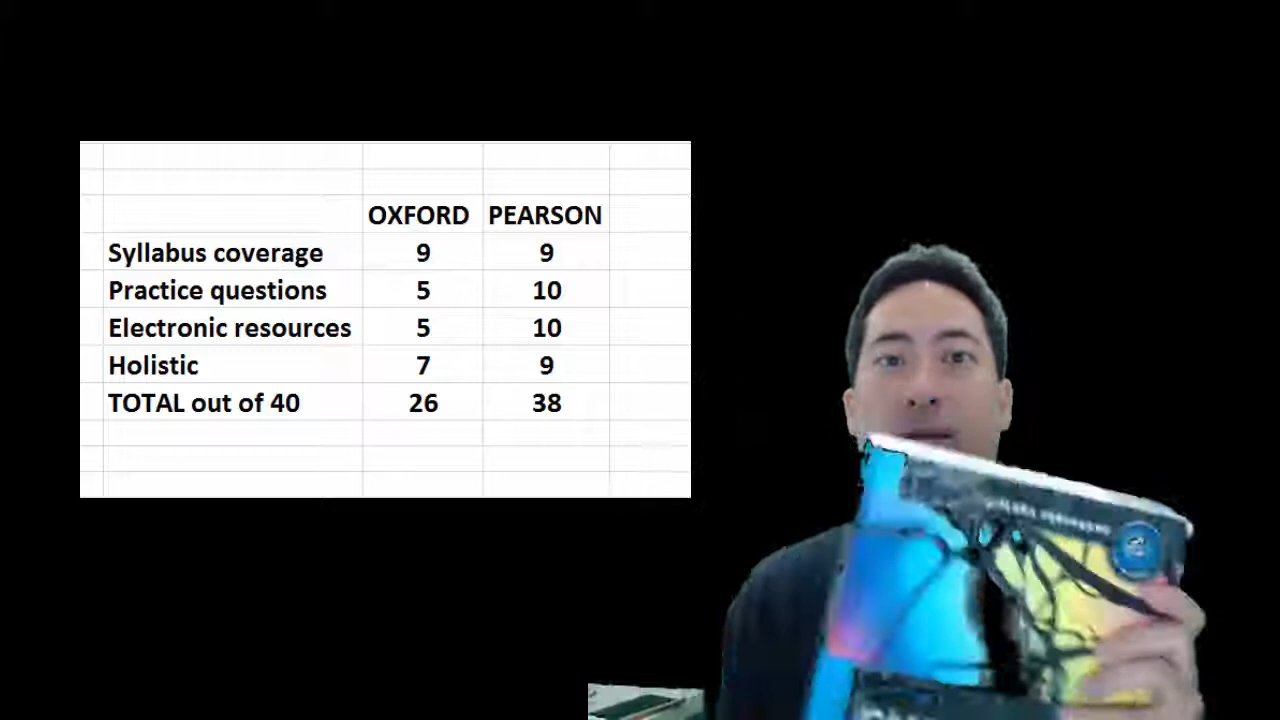 OXFORD PEARSON
Syllabus coverage 9 9
Practice questions 5 10
Electronic resources 5 10
Holistic 7 9
TOTAL out of 40 26 38